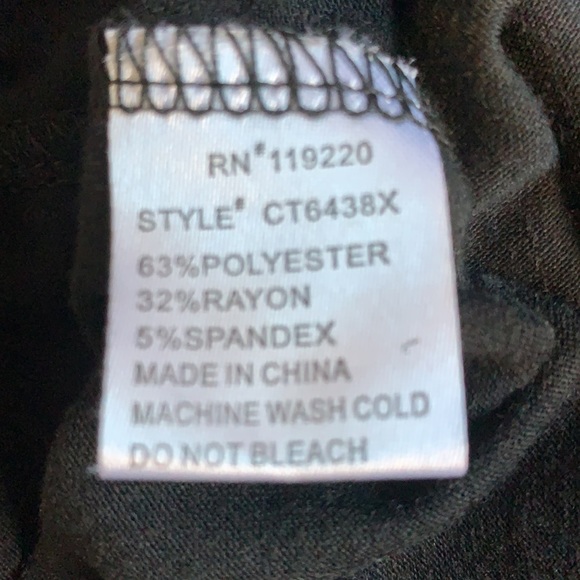 RN#119220
STYLE# CT6438X
63%POLYESTER
32%RAYON
5%SPANDEX
MADE IN CHINA
MACHINE WASH COLD
DO NOT BLEACH